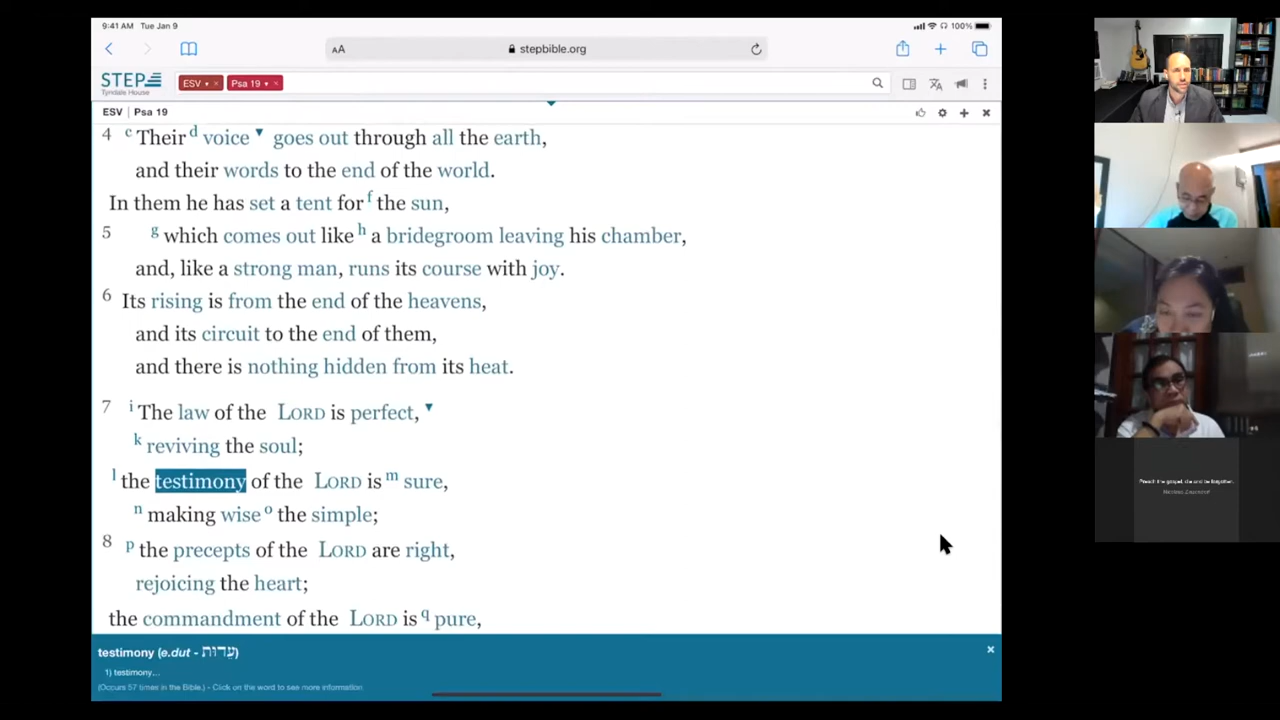 9:41 AM Tue Jan 9
100%
AA
stepbible.org
STEP
Tyndale House
ESV ▾ × Psa 19 ▾ ×
ESV | Psa 19
4 c Their d voice ▾ goes out through all the earth,
and their words to the end of the world.
In them he has set a tent for f the sun,
5 g which comes out like h a bridegroom leaving his chamber,
and, like a strong man, runs its course with joy.
6 Its rising is from the end of the heavens,
and its circuit to the end of them,
and there is nothing hidden from its heat.
7 i The law of the LORD is perfect, ▾
k reviving the soul;
l the testimony of the LORD is m sure,
n making wise o the simple;
8 p the precepts of the LORD are right,
rejoicing the heart;
the commandment of the LORD is q pure,
testimony (e.dut - עֵדוּת)
1) testimony...
(Occurs 57 times in the Bible.) - Click on the word to see more information
Preach the gospel, die and be forgotten.